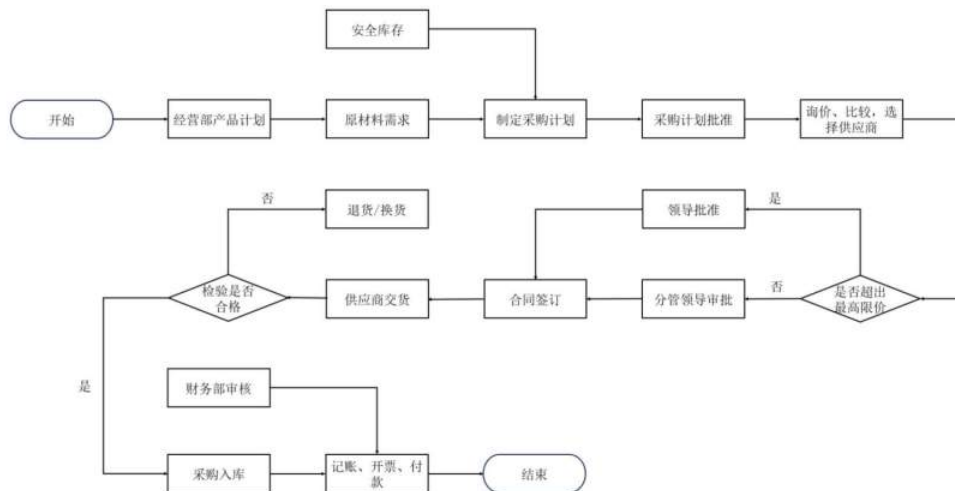 安全库存
开始
经营部产品计划
原材料需求
制定采购计划
采购计划批准
询价、比较，选
择供应商
否
退货/换货
领导批准
是
检验是否
合格
供应商交货
合同签订
分管领导审批
否
是否超出
最高限价
是
财务部审核
采购入库
记账、开票、付
款
结束